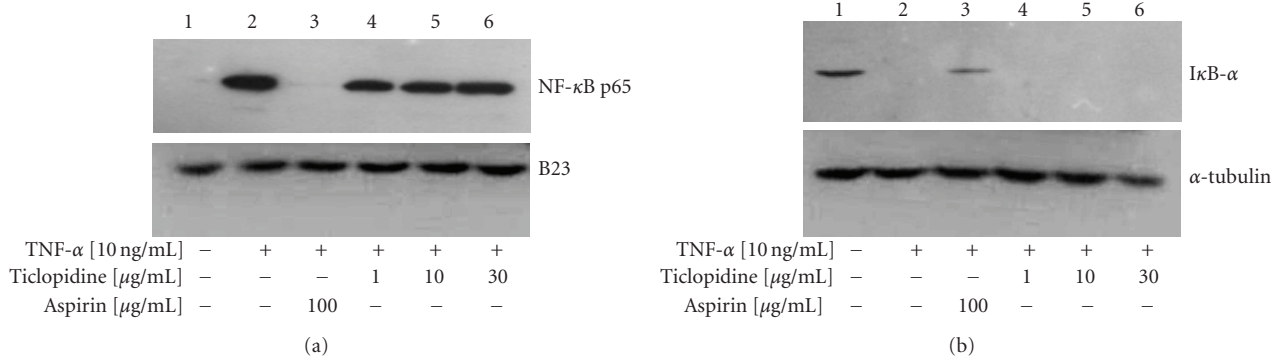 1 2 3 4 5 6
NF-κB p65
B23
TNF-α [10 ng/mL] − + + + + +
Ticlopidine [μg/mL] − − − 1 10 30
Aspirin [μg/mL] − − 100 − − −
(a)
1 2 3 4 5 6
IκB-α
α-tubulin
TNF-α [10 ng/mL] − + + + + +
Ticlopidine [μg/mL] − − − 1 10 30
Aspirin [μg/mL] − − 100 − − −
(b)